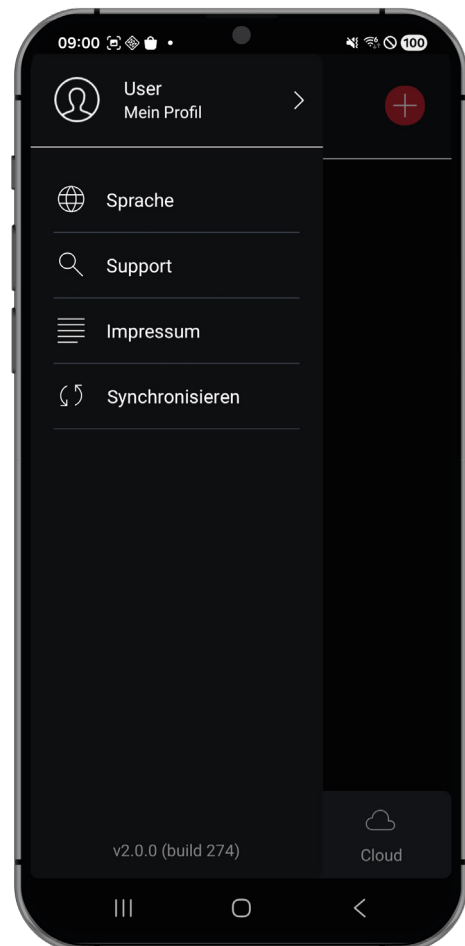 09:00
100
User
Mein Profil
Sprache
Support
Impressum
Synchronisieren
v2.0.0 (build 274)
Cloud